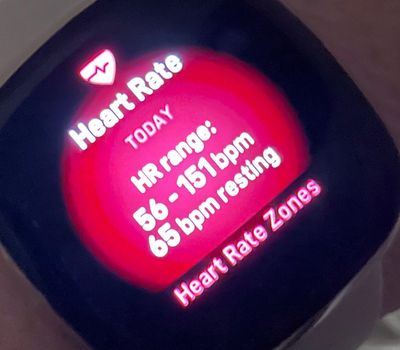 Heart Rate
TODAY
HR range:
56 - 151 bpm
65 bpm resting
Heart Rate Zones